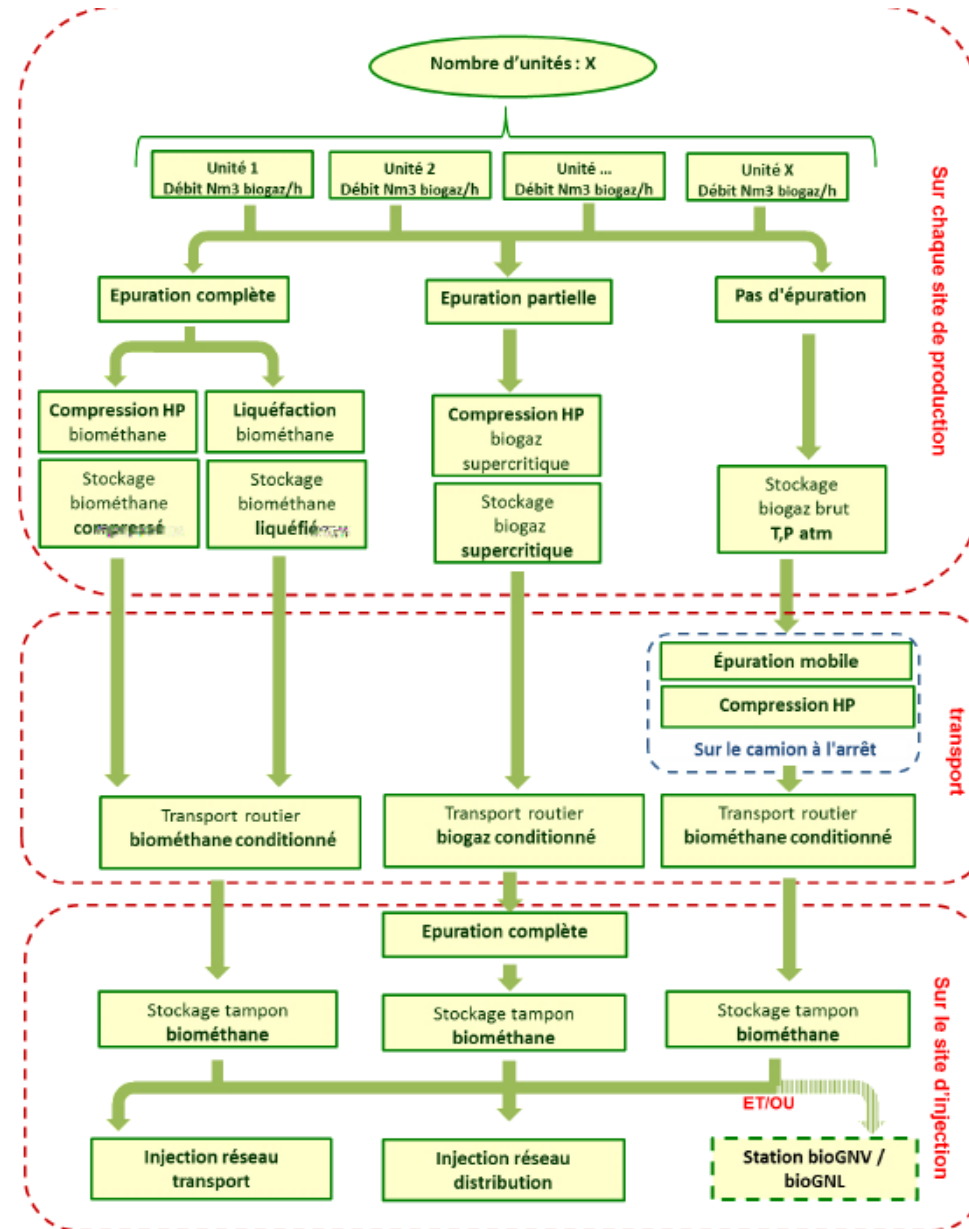 Nombre d'unités : X
Unité 1
Débit Nm3 biogaz/h
Unité 2
Débit Nm3 biogaz/h
Unité ...
Débit Nm3 biogaz/h
Unité X
Débit Nm3 biogaz/h
Epuration complète
Epuration partielle
Pas d'épuration
Compression HP
biométhane
Liquéfaction
biométhane
Compression HP
biogaz
supercritique
Stockage
biométhane
compressé
Stockage
biométhane
liquéfié
Stockage
biogaz
supercritique
Stockage
biogaz brut
T,P atm
Sur chaque site de production
Épuration mobile
Compression HP
Sur le camion à l'arrêt
Transport routier
biométhane conditionné
Transport routier
biogaz conditionné
Transport routier
biométhane conditionné
transport
Epuration complète
Stockage tampon
biométhane
Stockage tampon
biométhane
Stockage tampon
biométhane
ET/OU
Injection réseau
transport
Injection réseau
distribution
Station bioGNV /
bioGNL
Sur le site d'injection